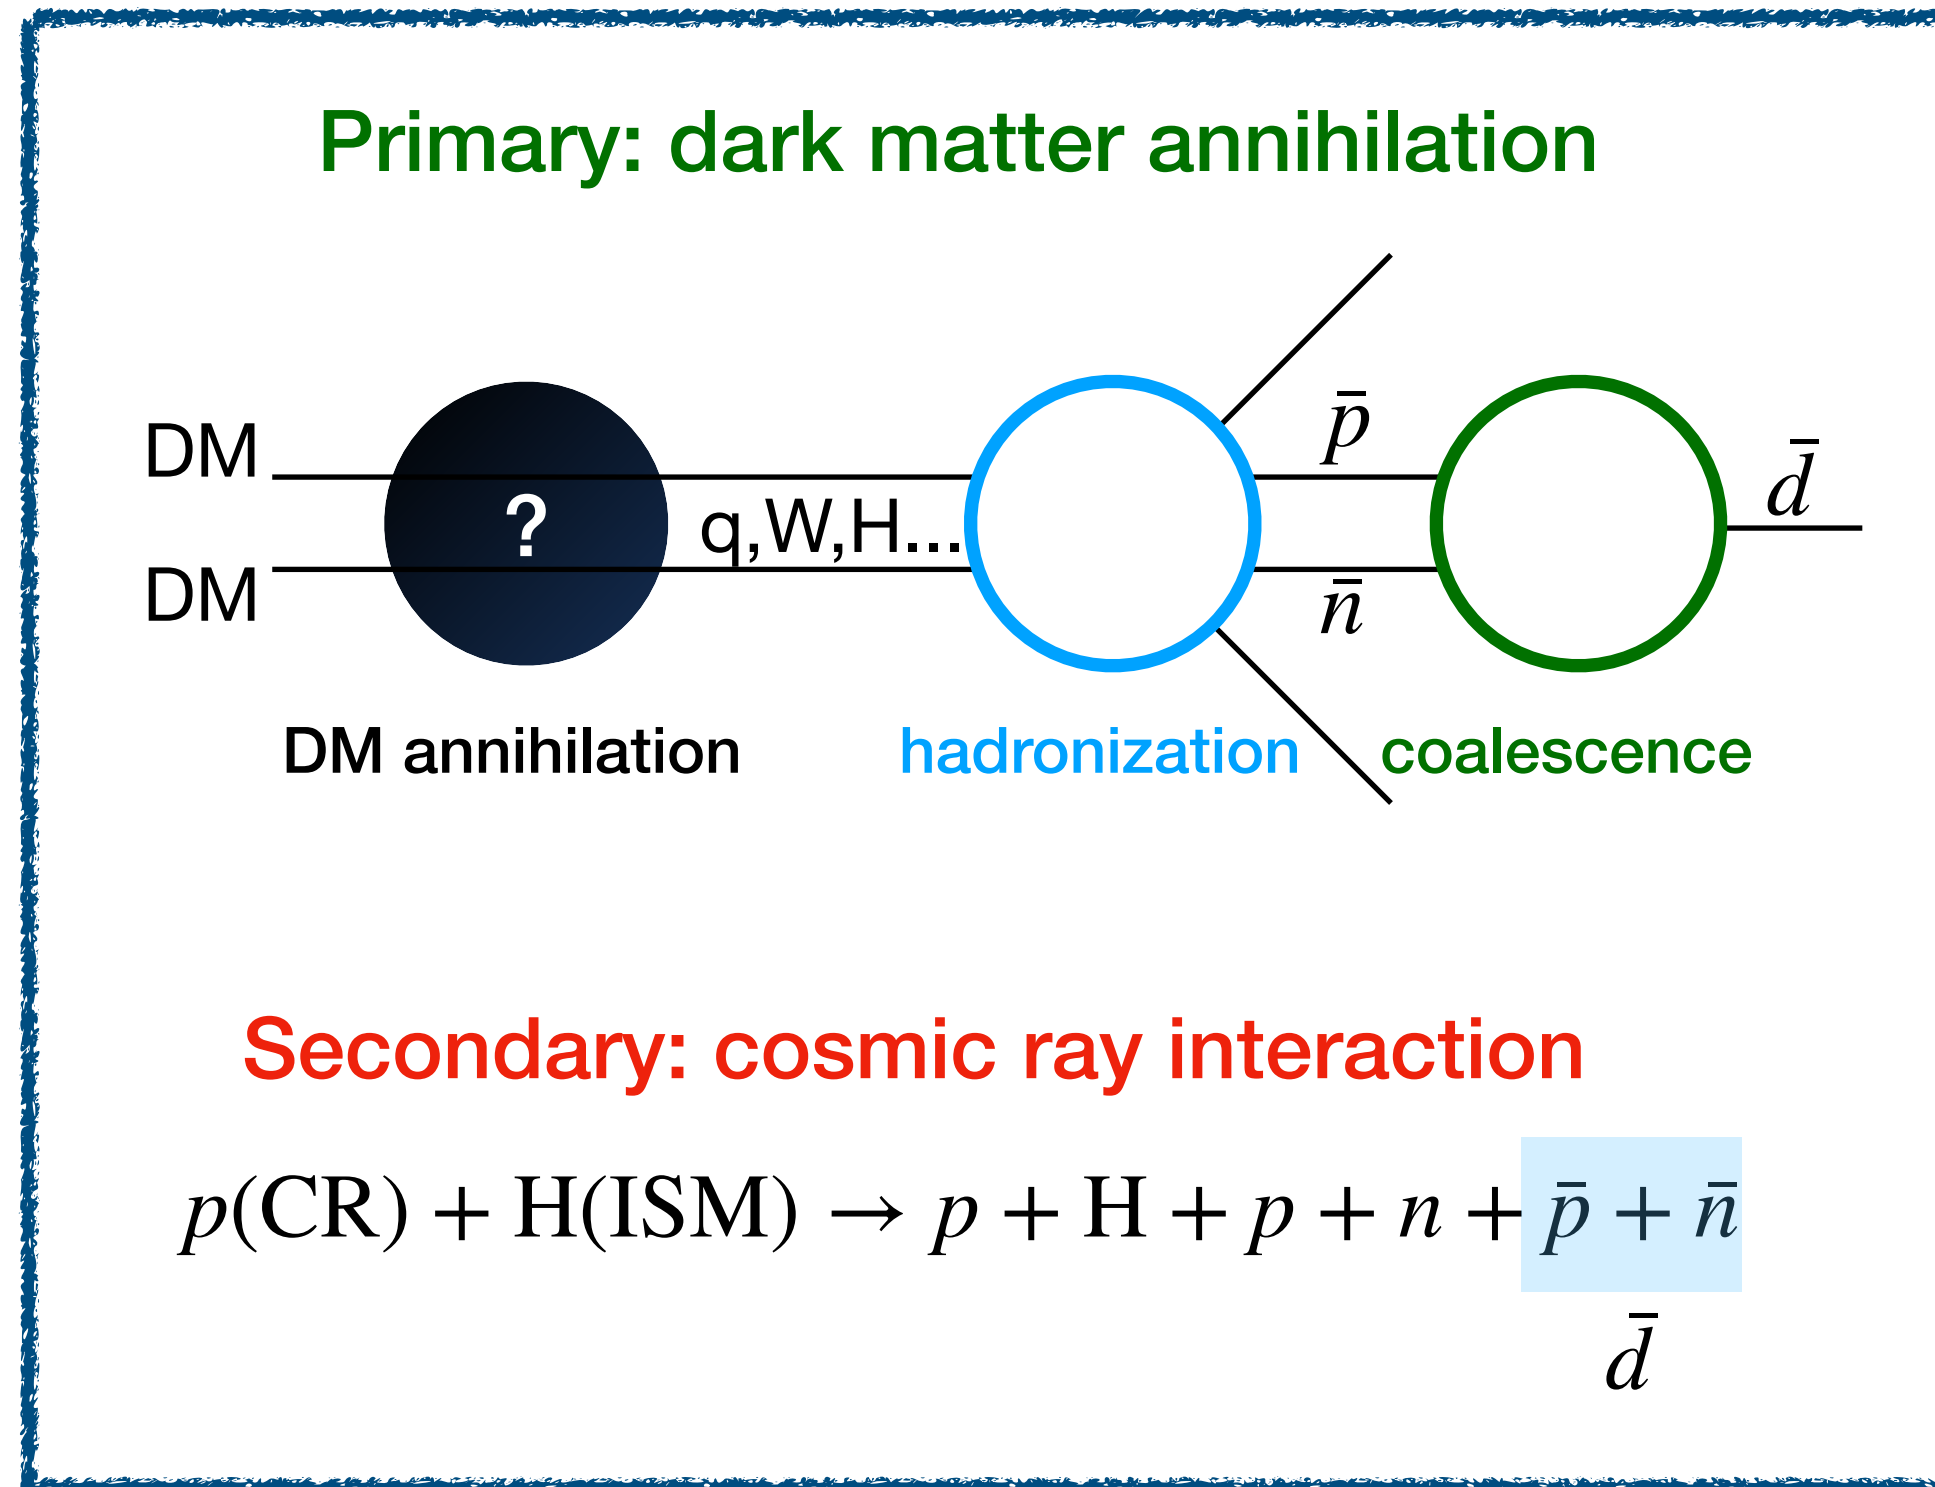 Primary: dark matter annihilation
DM
DM
?
q,W,H...
p̄
n̄
d̄
DM annihilation
hadronization
coalescence
Secondary: cosmic ray interaction
p(CR) + H(ISM) → p + H + p + n + p̄ + n̄
d̄